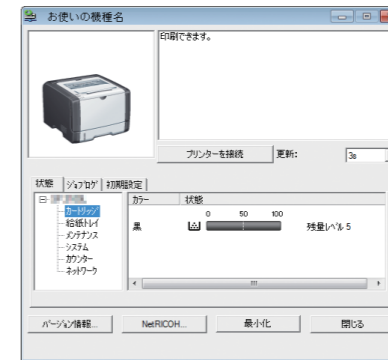 お使いの機種名
印刷できます。
プリンターを接続 更新: 3s
状態 ジョブログ 初期設定
カートリッジ
給紙トレイ
メンテナンス
システム
カウンター
ネットワーク
カラー 状態
0 50 100
黒 残量レベル 5
バージョン情報... NetRICOH... 最小化 閉じる